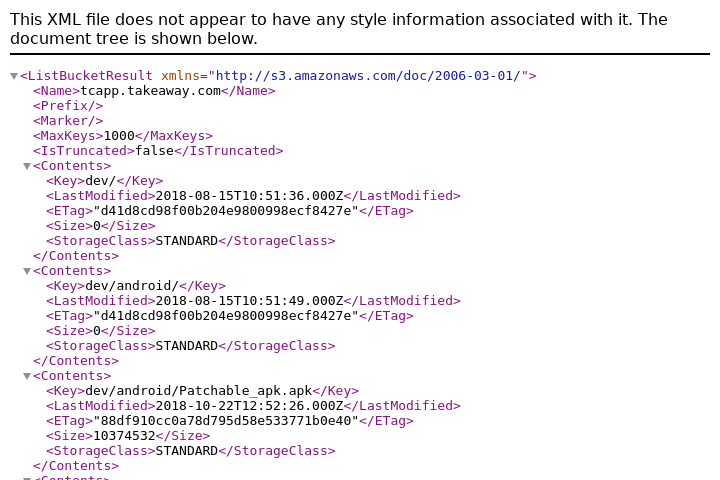 This XML file does not appear to have any style information associated with it. The
document tree is shown below.
<ListBucketResult xmlns="http://s3.amazonaws.com/doc/2006-03-01/">
<Name>tcapp.takeaway.com</Name>
<Prefix/>
<Marker/>
<MaxKeys>1000</MaxKeys>
<IsTruncated>false</IsTruncated>
<Contents>
<Key>dev/</Key>
<LastModified>2018-08-15T10:51:36.000Z</LastModified>
<ETag>"d41d8cd98f00b204e9800998ecf8427e"</ETag>
<Size>0</Size>
<StorageClass>STANDARD</StorageClass>
</Contents>
<Contents>
<Key>dev/android/</Key>
<LastModified>2018-08-15T10:51:49.000Z</LastModified>
<ETag>"d41d8cd98f00b204e9800998ecf8427e"</ETag>
<Size>0</Size>
<StorageClass>STANDARD</StorageClass>
</Contents>
<Contents>
<Key>dev/android/Patchable_apk.apk</Key>
<LastModified>2018-10-22T12:52:26.000Z</LastModified>
<ETag>"88df910cc0a78d795d58e533771b0e40"</ETag>
<Size>10374532</Size>
<StorageClass>STANDARD</StorageClass>
</Contents>
<Contents>